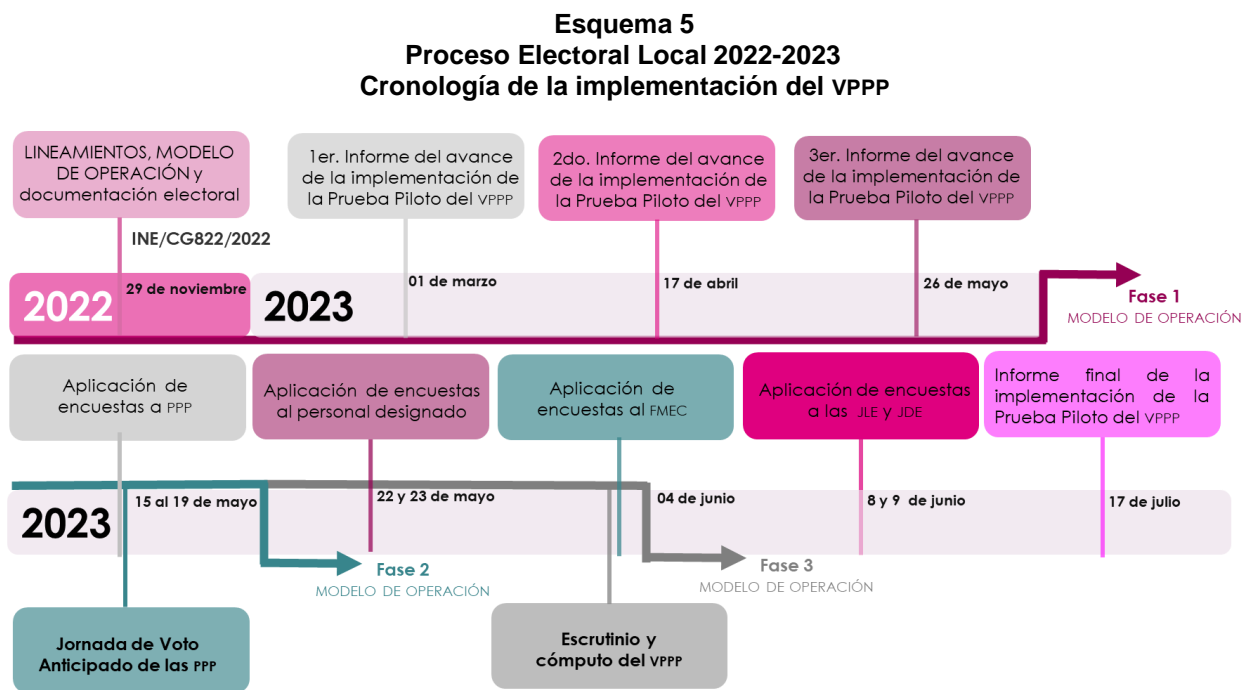 Esquema 5
Proceso Electoral Local 2022-2023
Cronología de la implementación del VPPP
LINEAMIENTOS, MODELO
DE OPERACIÓN y
documentación electoral
1er. Informe del avance
de la implementación de
la Prueba Piloto del VPPP
2do. Informe del avance
de la implementación de
la Prueba Piloto del VPPP
3er. Informe del avance
de la implementación de
la Prueba Piloto del VPPP
INE/CG822/2022
2022
29 de noviembre
2023
01 de marzo
17 de abril
26 de mayo
Fase 1
MODELO DE OPERACIÓN
Aplicación de
encuestas a PPP
Aplicación de encuestas
al personal designado
Aplicación de
encuestas al FMEC
Aplicación de encuestas
a las JLE y JDE
Informe final de la
implementación de la
Prueba Piloto del VPPP
2023
15 al 19 de mayo
22 y 23 de mayo
04 de junio
8 y 9 de junio
17 de julio
Fase 2
MODELO DE OPERACIÓN
Fase 3
MODELO DE OPERACIÓN
Jornada de Voto
Anticipado de las PPP
Escrutinio y
cómputo del VPPP